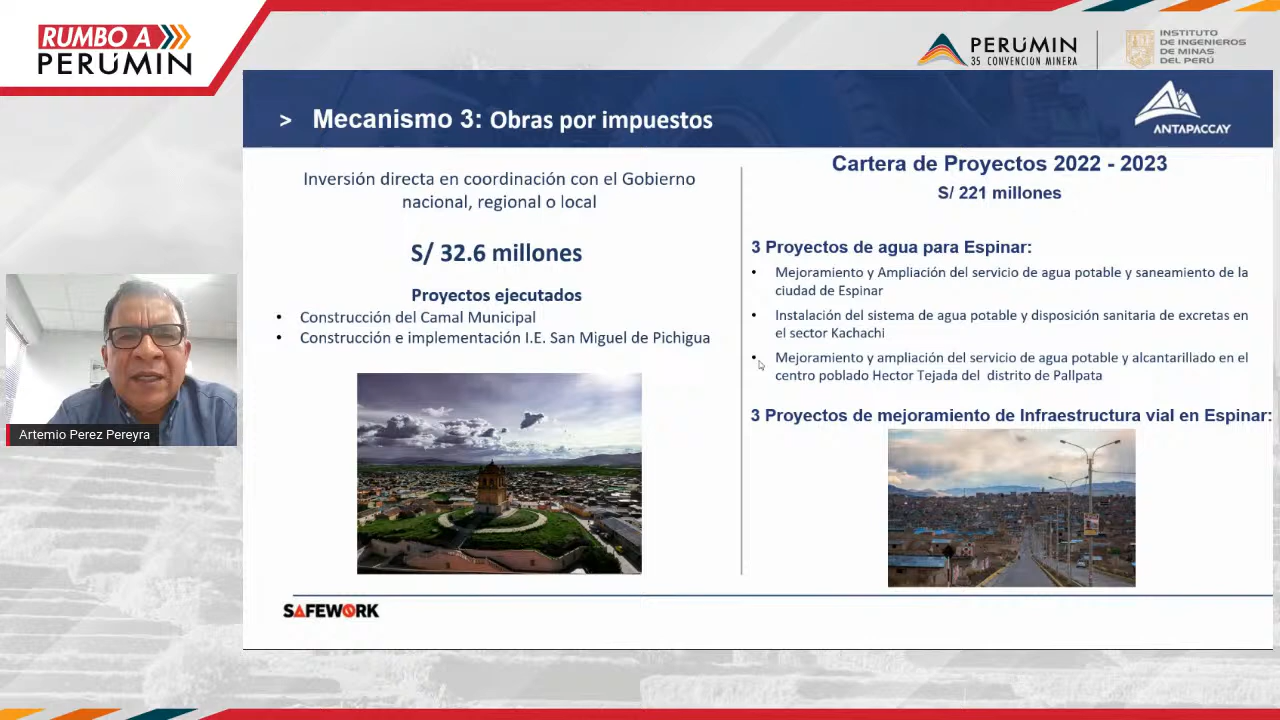 RUMBO A
PERÚMIN
PERÚMIN
35 CONVENCIÓN MINERA
INSTITUTO
DE INGENIEROS
DE MINAS
DEL PERÚ
> Mecanismo 3: Obras por impuestos
ANTAPACCAY
Inversión directa en coordinación con el Gobierno
nacional, regional o local
S/ 32.6 millones
Proyectos ejecutados
• Construcción del Camal Municipal
• Construcción e implementación I.E. San Miguel de Pichigua
Cartera de Proyectos 2022 - 2023
S/ 221 millones
3 Proyectos de agua para Espinar:
• Mejoramiento y Ampliación del servicio de agua potable y saneamiento de la
ciudad de Espinar
• Instalación del sistema de agua potable y disposición sanitaria de excretas en
el sector Kachachi
• Mejoramiento y ampliación del servicio de agua potable y alcantarillado en el
centro poblado Hector Tejada del distrito de Pallpata
3 Proyectos de mejoramiento de Infraestructura vial en Espinar:
Artemio Perez Pereyra
SAFEWORK